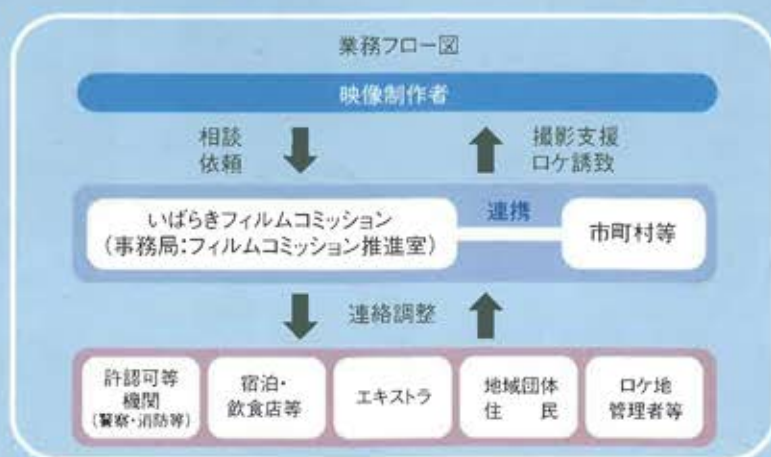 業務フロー図
映像制作者
相談
依頼
撮影支援
ロケ誘致
いばらきフィルムコミッション
(事務局:フィルムコミッション推進室)
連携
市町村等
連絡調整
許認可等
機関
(警察・消防等)
宿泊・
飲食店等
エキストラ
地域団体
住　民
ロケ地
管理者等